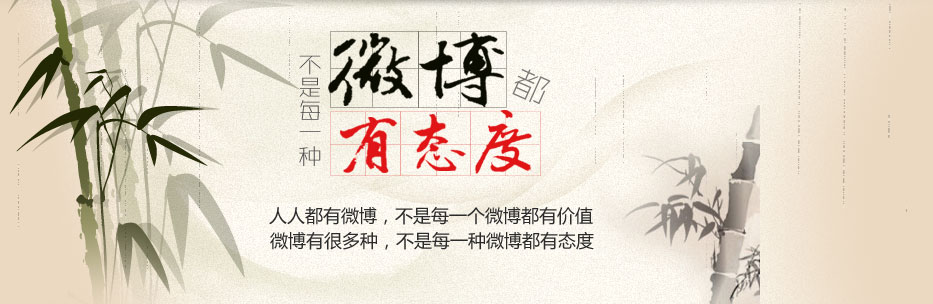 不是每一种
微博都
有态度
人人都有微博，不是每一个微博都有价值
微博有很多种，不是每一种微博都有态度